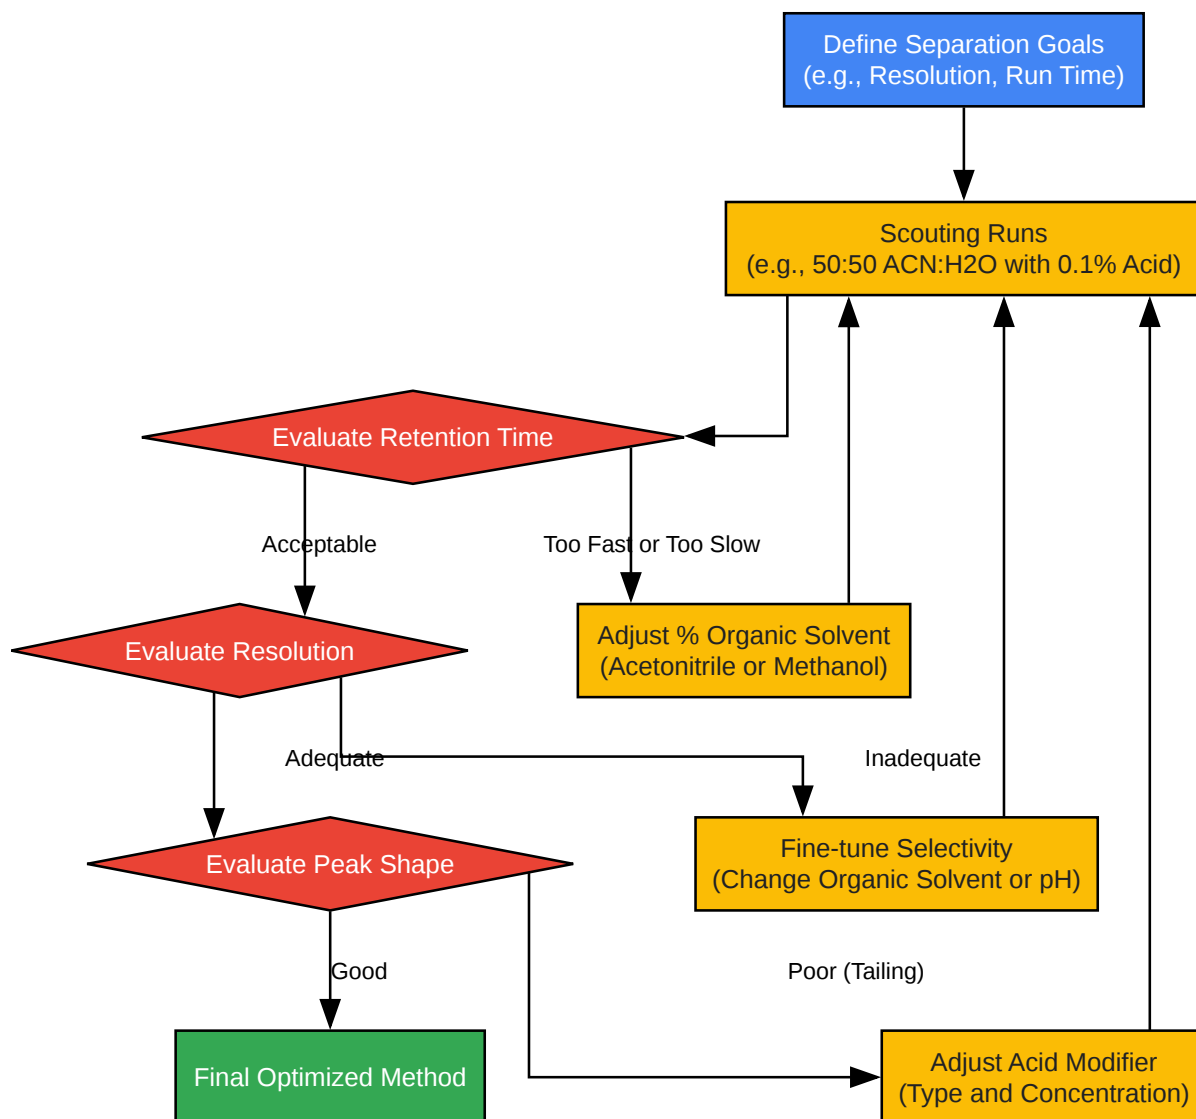 Define Separation Goals
(e.g., Resolution, Run Time)
Scouting Runs
(e.g., 50:50 ACN:H2O with 0.1% Acid)
Evaluate Retention Time
Acceptable
Too Fast or Too Slow
Evaluate Resolution
Adjust % Organic Solvent
(Acetonitrile or Methanol)
Adequate
Inadequate
Evaluate Peak Shape
Fine-tune Selectivity
(Change Organic Solvent or pH)
Good
Poor (Tailing)
Final Optimized Method
Adjust Acid Modifier
(Type and Concentration)